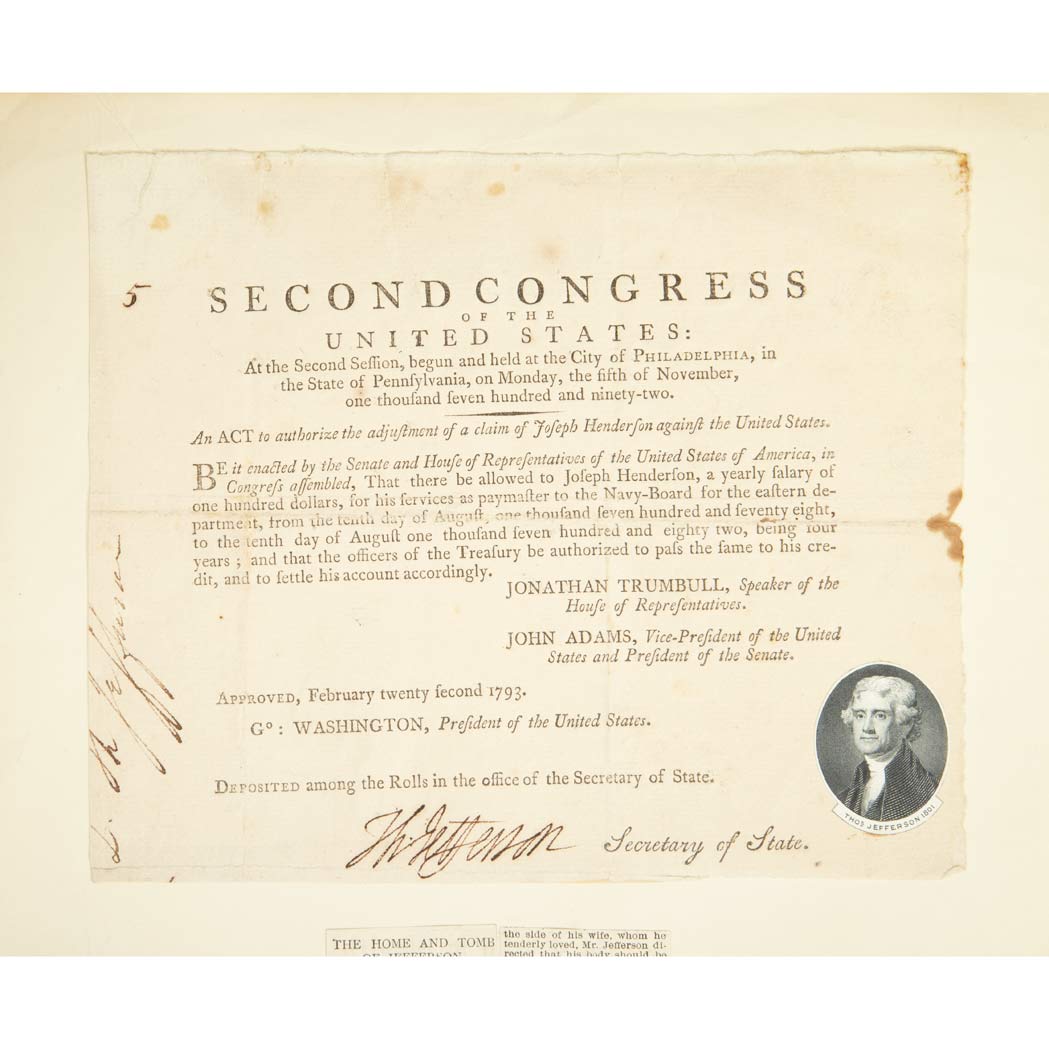 5
SECOND CONGRESS
OF THE
UNITED STATES:
At the Second Seſſion, begun and held at the City of PHILADELPHIA, in
the State of Pennſylvania, on Monday, the fifth of November,
one thouſand ſeven hundred and ninety-two.
An ACT to authorize the adjuſtment of a claim of Joſeph Henderſon againſt the United States.
BE it enacted by the Senate and Houſe of Repreſentatives of the United States of America, in
Congreſs aſſembled, That there be allowed to Joſeph Henderſon, a yearly ſalary of
one hundred dollars, for his ſervices as paymaſter to the Navy-Board for the eaſtern de-
partment, from the tenth day of Auguſt, one thouſand ſeven hundred and ſeventy eight,
to the tenth day of Auguſt one thouſand ſeven hundred and eighty two, being four
years ; and that the officers of the Treaſury be authorized to paſs the ſame to his cre-
dit, and to ſettle his account accordingly.
JONATHAN TRUMBULL, Speaker of the
Houſe of Repreſentatives.
JOHN ADAMS, Vice-Preſident of the United
States and Preſident of the Senate.
APPROVED, February twenty ſecond 1793.
Go: WASHINGTON, Preſident of the United States.
DEPOSITED among the Rolls in the office of the Secretary of State.
Th: Jefferson Secretary of State.
Th Jefferson
THOS JEFFERSON 1801
THE HOME AND TOMB
OF JEFFERSON
the side of his wife, whom he
tenderly loved, Mr. Jefferson di-
rected that his body should be